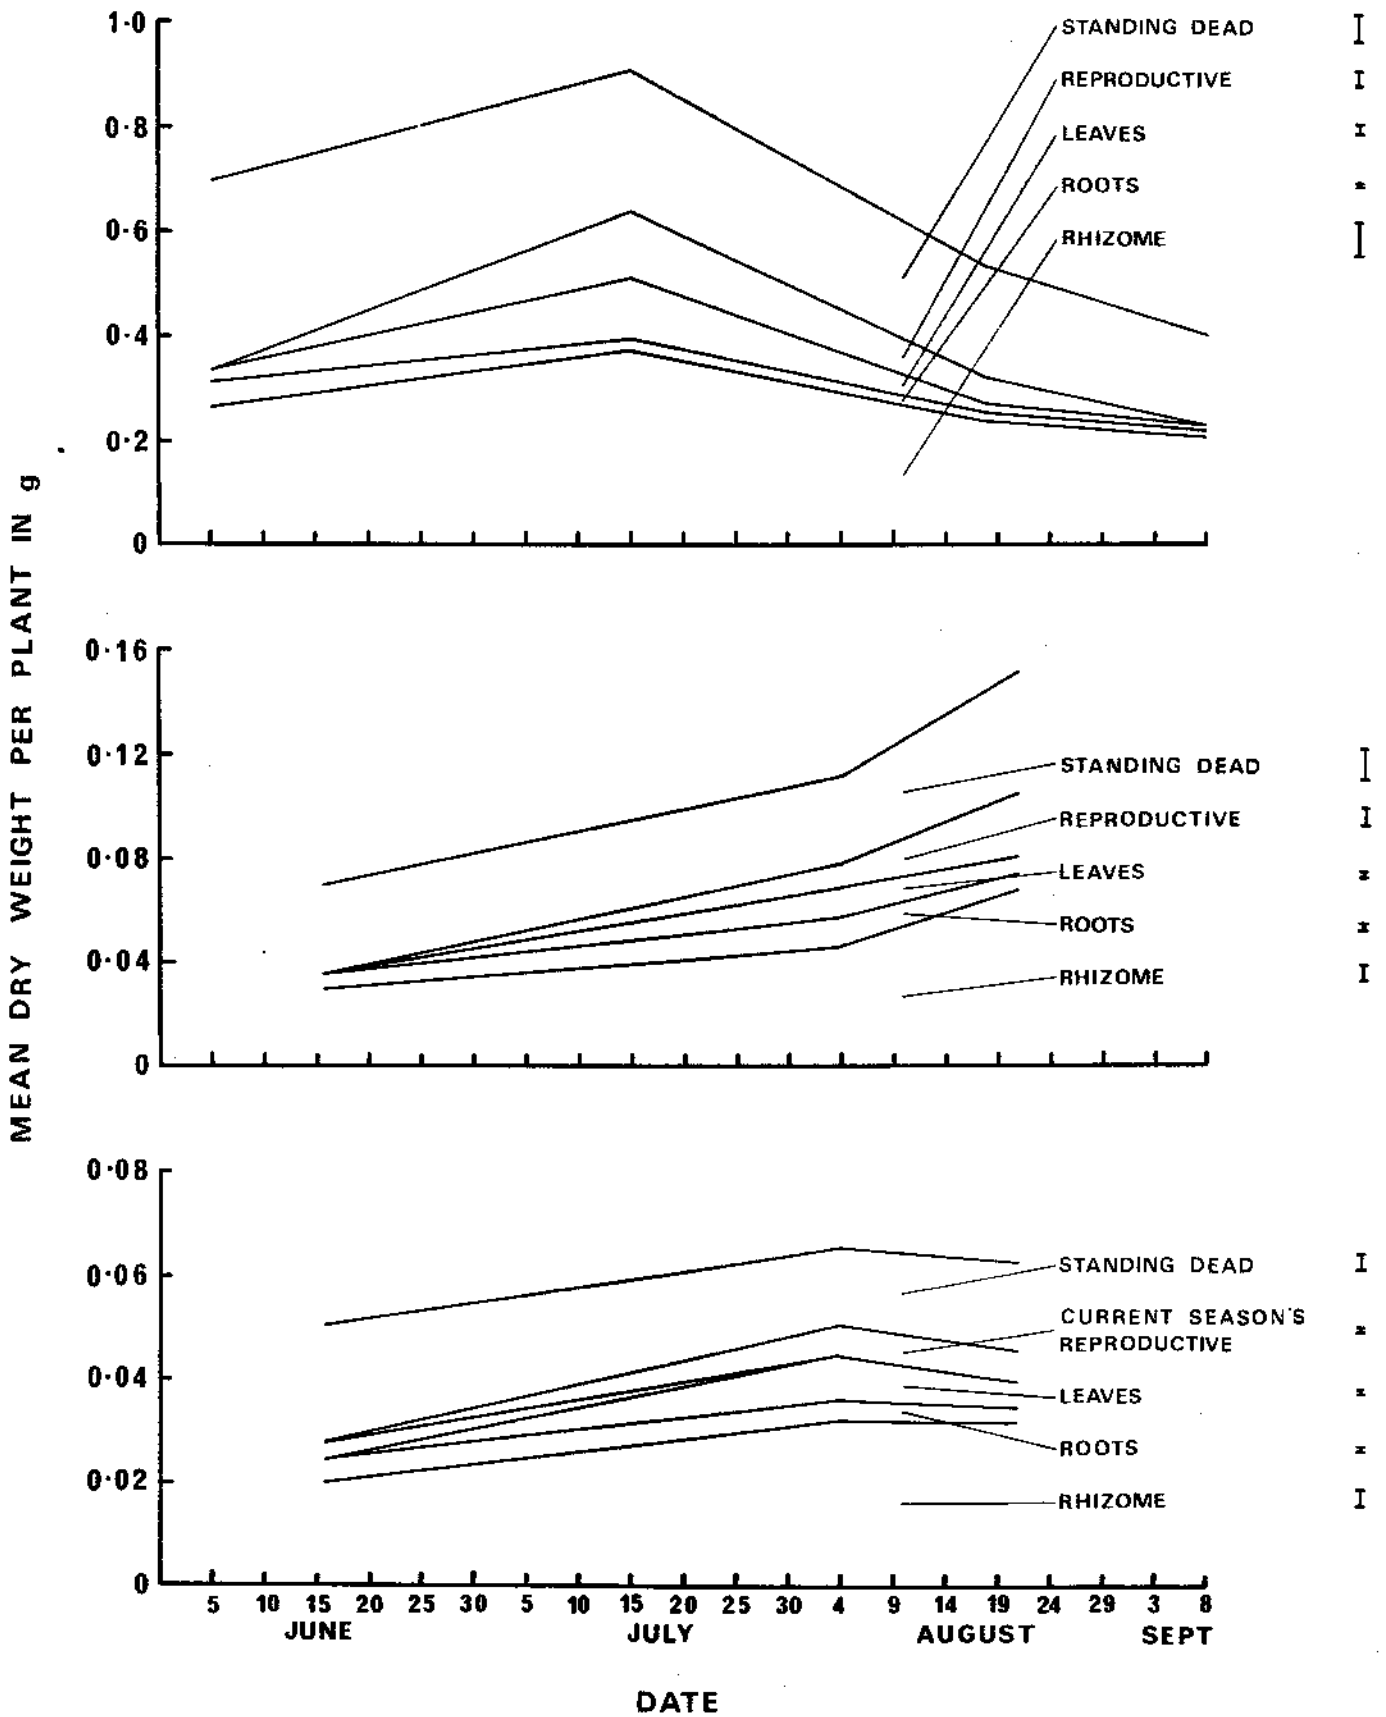 MEAN DRY WEIGHT PER PLANT IN g
1·0
0·8
0·6
0·4
0·2
0
STANDING DEAD
REPRODUCTIVE
LEAVES
ROOTS
RHIZOME
0·16
0·12
0·08
0·04
0
STANDING DEAD
REPRODUCTIVE
LEAVES
ROOTS
RHIZOME
0·08
0·06
0·04
0·02
0
STANDING DEAD
CURRENT SEASON'S
REPRODUCTIVE
LEAVES
ROOTS
RHIZOME
5 10 15 20 25 30 5 10 15 20 25 30 4 9 14 19 24 29 3 8
JUNE JULY AUGUST SEPT
DATE